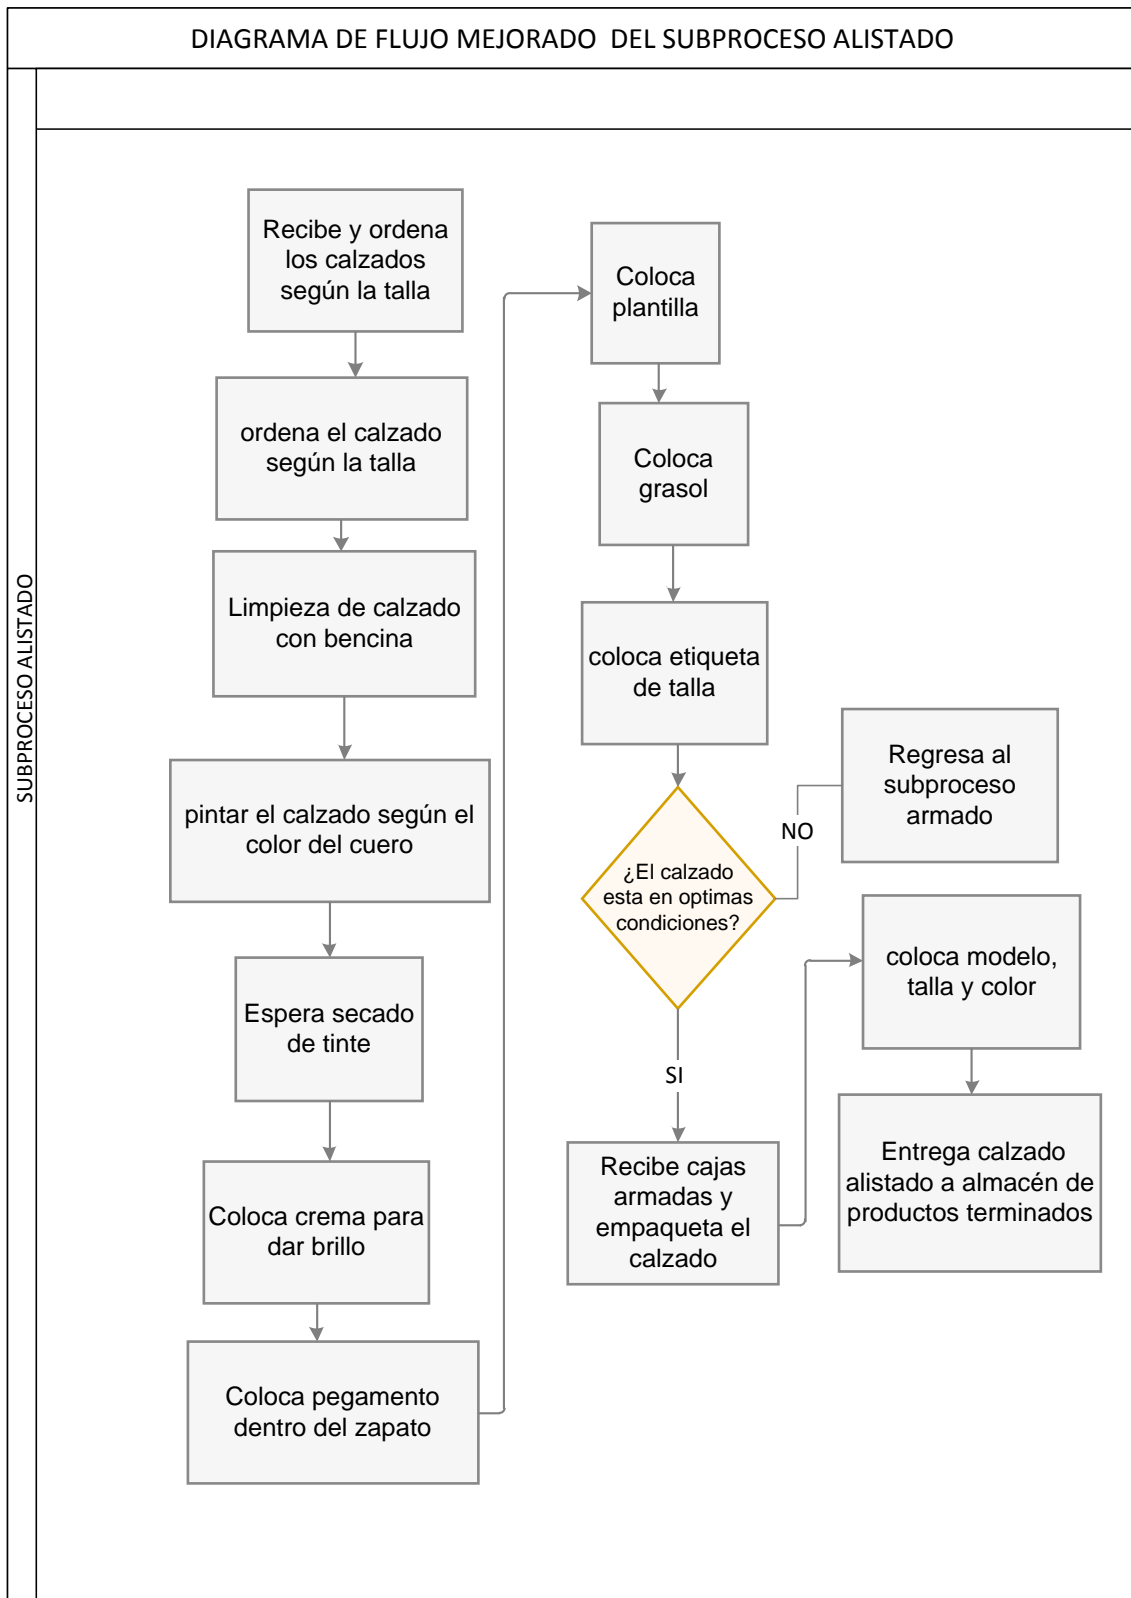 DIAGRAMA DE FLUJO MEJORADO  DEL SUBPROCESO ALISTADO
SUBPROCESO ALISTADO
Recibe y ordena
los calzados
según la talla
ordena el calzado
según la talla
Limpieza de calzado
con bencina
pintar el calzado según el
color del cuero
Espera secado
de tinte
Coloca crema para
dar brillo
Coloca pegamento
dentro del zapato
Coloca
plantilla
Coloca
grasol
coloca etiqueta
de talla
¿El calzado
esta en optimas
condiciones?
NO
Regresa al
subproceso
armado
SI
Recibe cajas
armadas y
empaqueta el
calzado
coloca modelo,
talla y color
Entrega calzado
alistado a almacén de
productos terminados